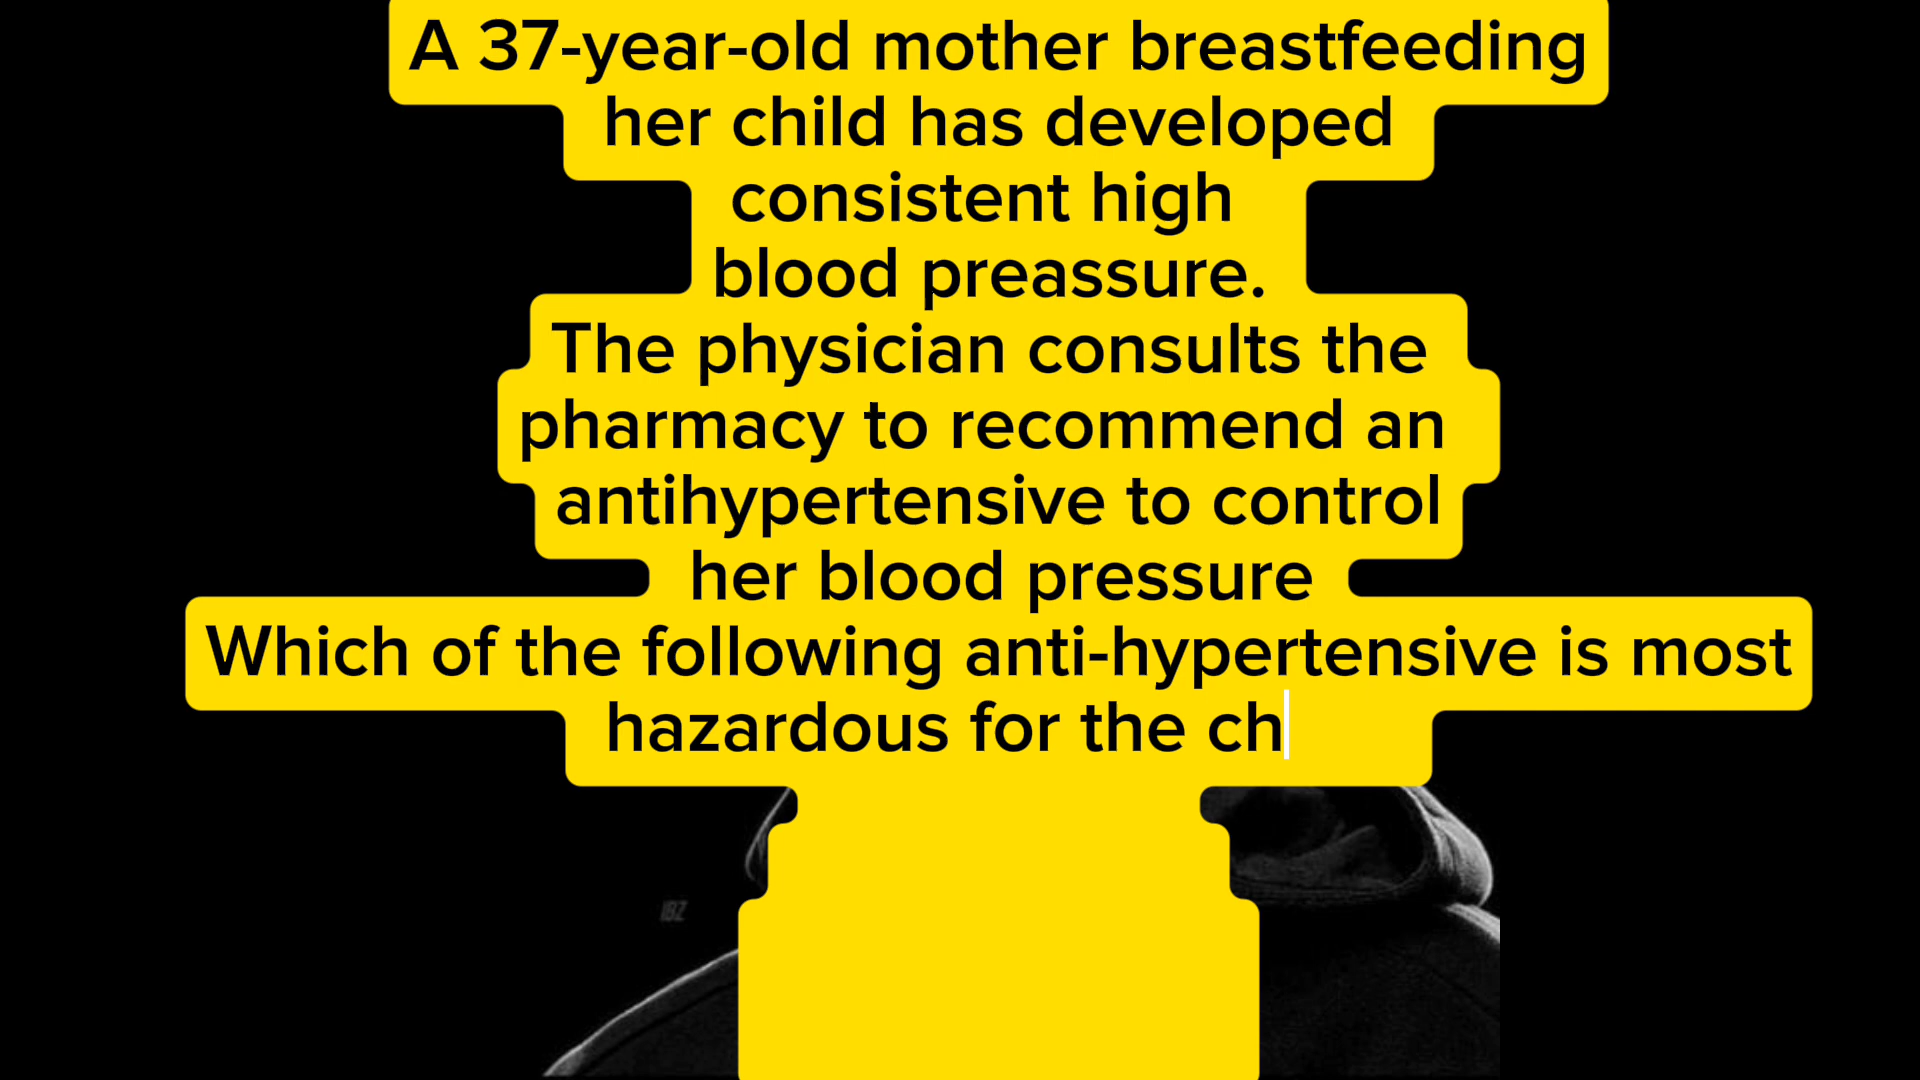 A 37-year-old mother breastfeeding
her child has developed
consistent high
blood preassure.
The physician consults the
pharmacy to recommend an
antihypertensive to control
her blood pressure
Which of the following anti-hypertensive is most
hazardous for the ch
IBZ